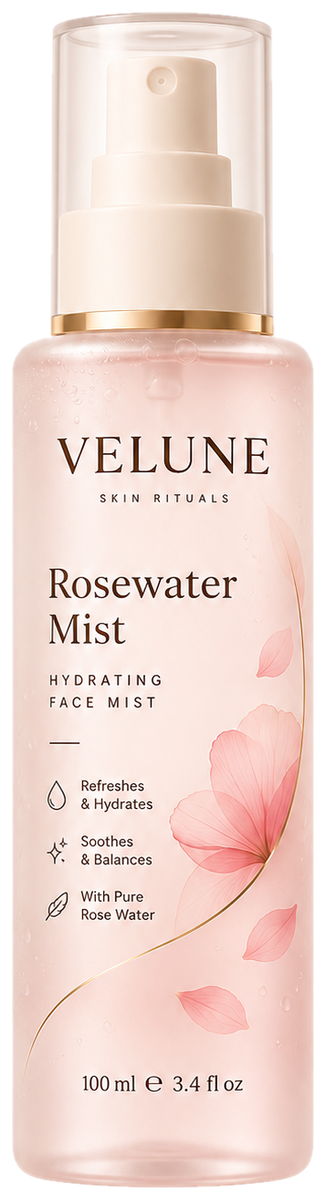 VELUNE
SKIN RITUALS
Rosewater
Mist
HYDRATING
FACE MIST
Refreshes
& Hydrates
Soothes
& Balances
With Pure
Rose Water
100 ml ℮ 3.4 fl oz